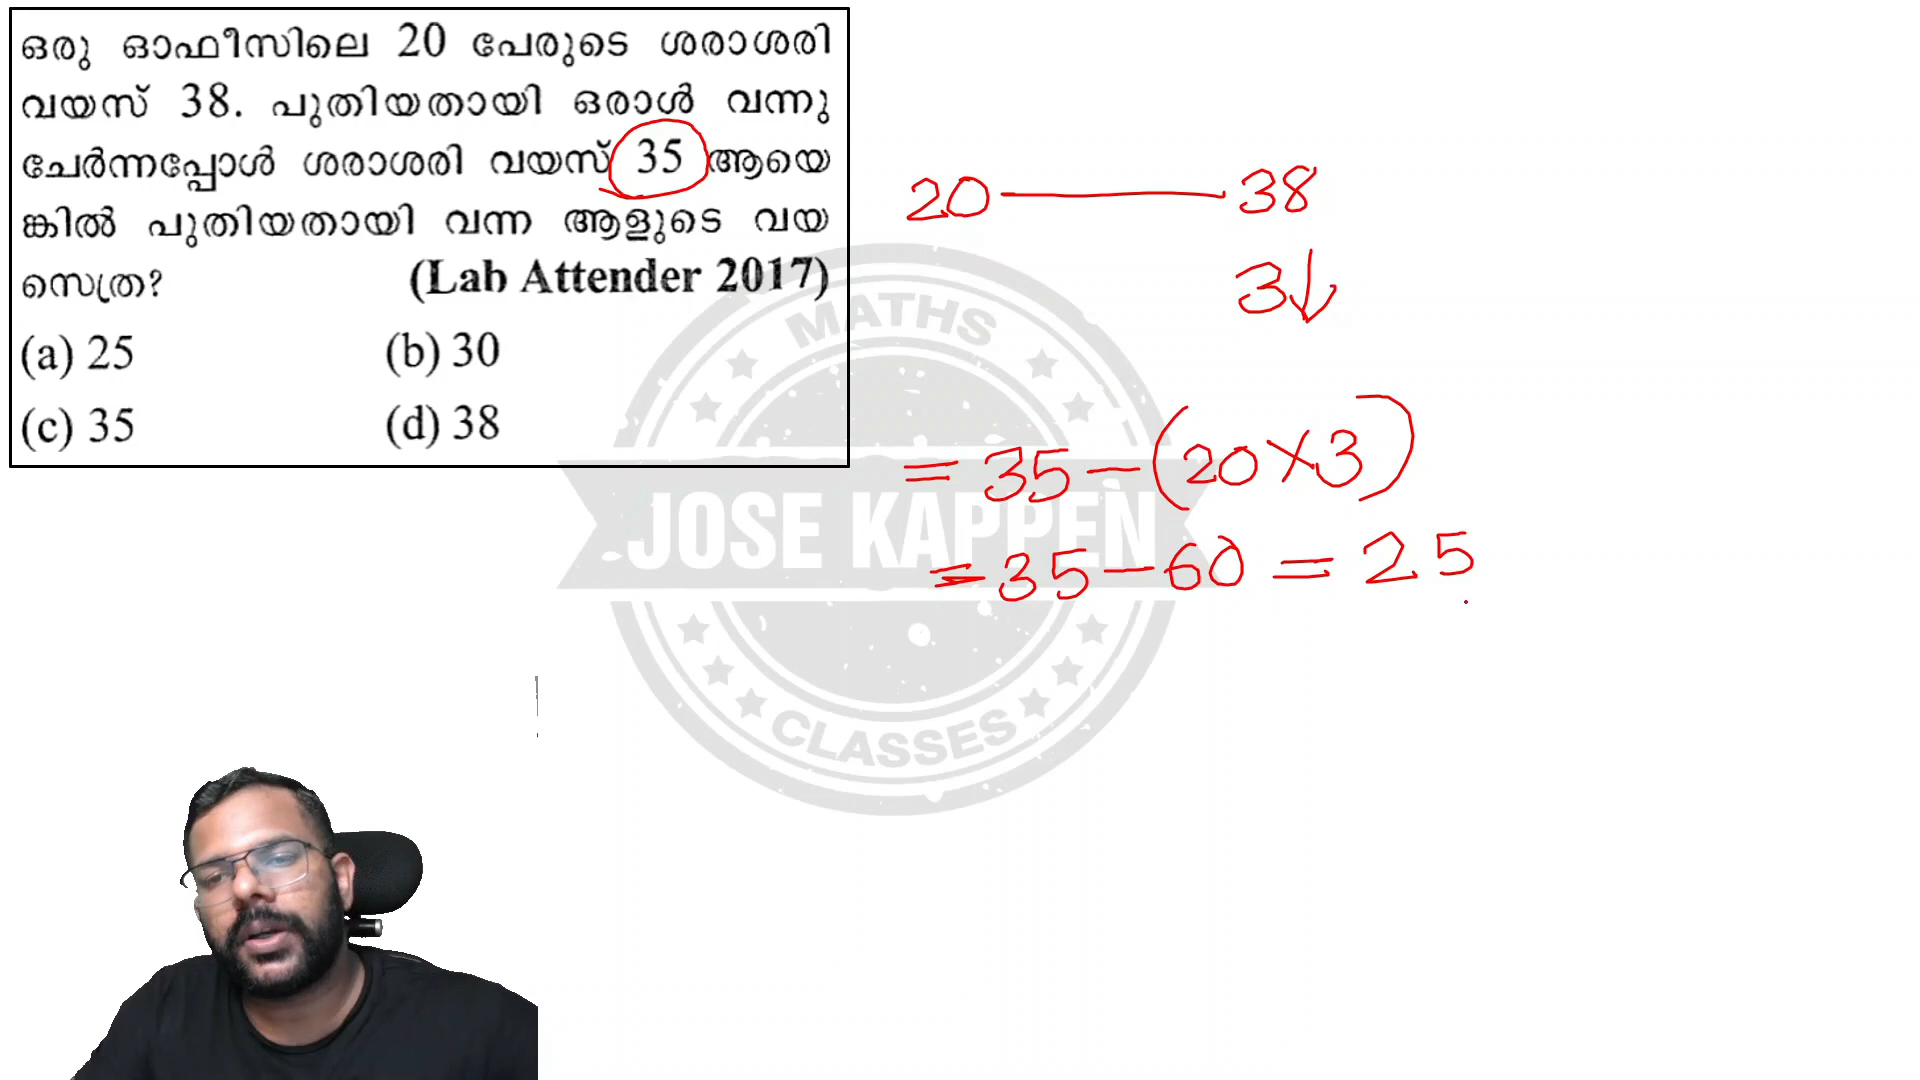 ഒരു ഓഫീസിലെ 20 പേരുടെ ശരാശരി
വയസ് 38. പുതിയതായി ഒരാൾ വന്നു
ചേർന്നപ്പോൾ ശരാശരി വയസ് 35 ആയെ
ങ്കിൽ പുതിയതായി വന്ന ആളുടെ വയ
സെത്ര? (Lab Attender 2017)
(a) 25 (b) 30
(c) 35 (d) 38
20 — 38
3↓
= 35 - (20 × 3)
= 35 - 60 = 25
MATHS
JOSE KAPPEN
CLASSES